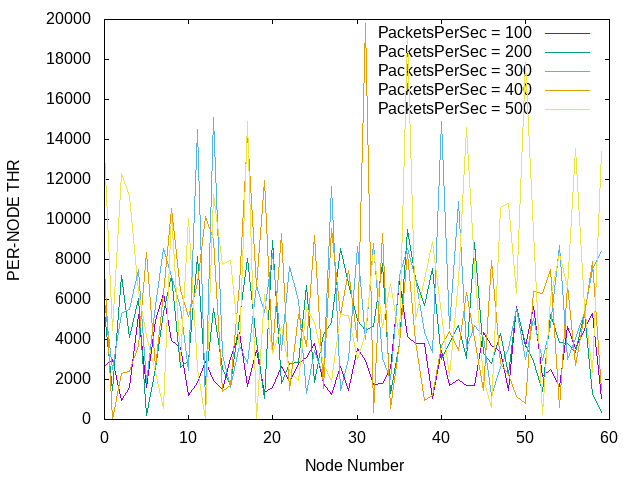 20000
18000
16000
14000
12000
10000
8000
6000
4000
2000
0
PER-NODE THR
PacketsPerSec = 100
PacketsPerSec = 200
PacketsPerSec = 300
PacketsPerSec = 400
PacketsPerSec = 500
0 10 20 30 40 50 60
Node Number